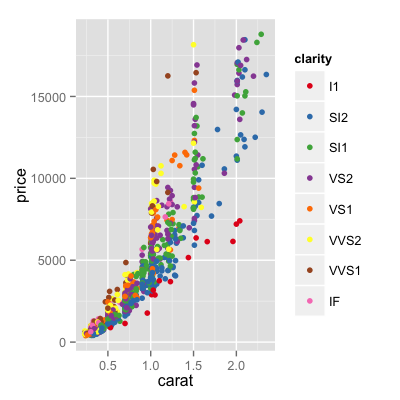 clarity
I1
SI2
SI1
VS2
VS1
VVS2
VVS1
IF
price
15000
10000
5000
0
0.5 1.0 1.5 2.0
carat